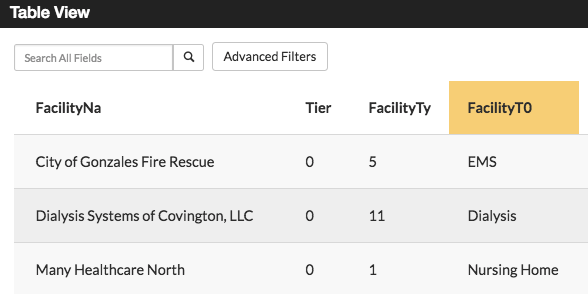 Table View
Search All Fields Advanced Filters
FacilityNa Tier FacilityTy FacilityT0
City of Gonzales Fire Rescue 0 5 EMS
Dialysis Systems of Covington, LLC 0 11 Dialysis
Many Healthcare North 0 1 Nursing Home